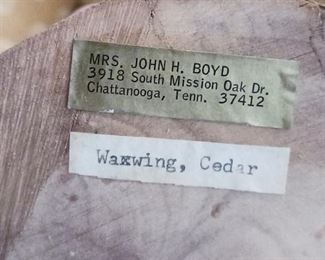 MRS. JOHN H. BOYD
3918 South Mission Oak Dr.
Chattanooga, Tenn. 37412
Waxwing, Cedar